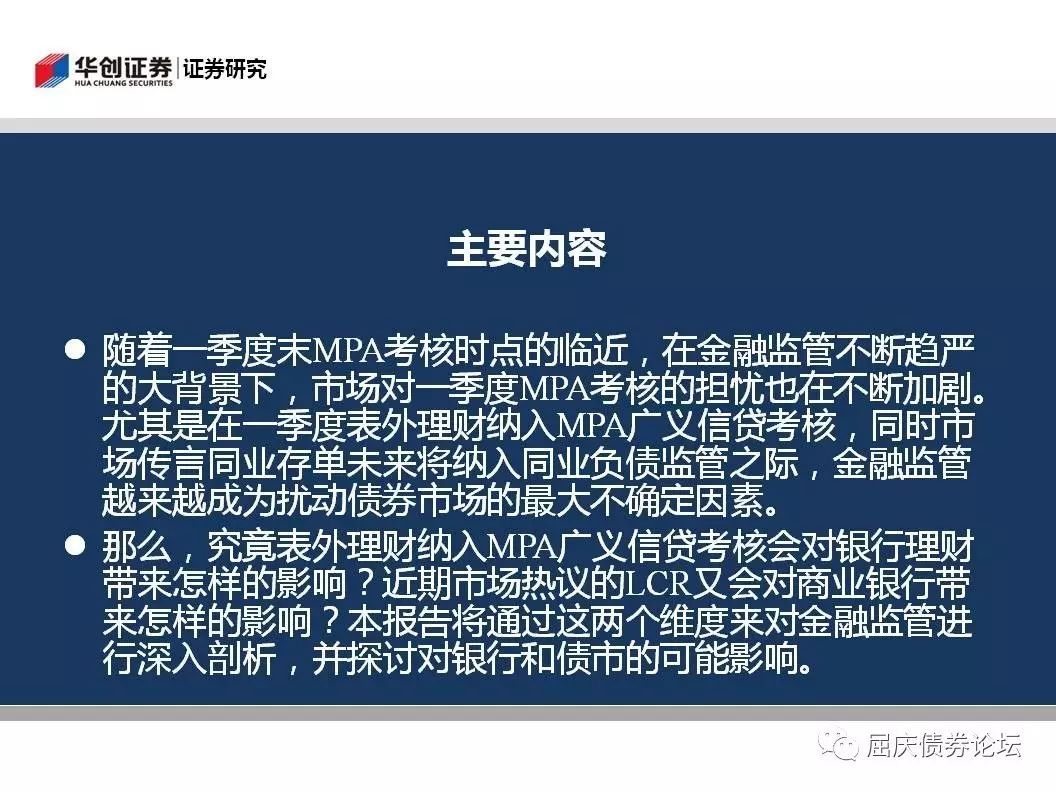 华创证券 证券研究
HUA CHUANG SECURITIES
主要内容
● 随着一季度末MPA考核时点的临近，在金融监管不断趋严
的大背景下，市场对一季度MPA考核的担忧也在不断加剧。
尤其是在一季度表外理财纳入MPA广义信贷考核，同时市
场传言同业存单未来将纳入同业负债监管之际，金融监管
越来越成为扰动债券市场的最大不确定因素。
● 那么，究竟表外理财纳入MPA广义信贷考核会对银行理财
带来怎样的影响？近期市场热议的LCR又会对商业银行带
来怎样的影响？本报告将通过这两个维度来对金融监管进
行深入剖析，并探讨对银行和债市的可能影响。
屈庆债券论坛